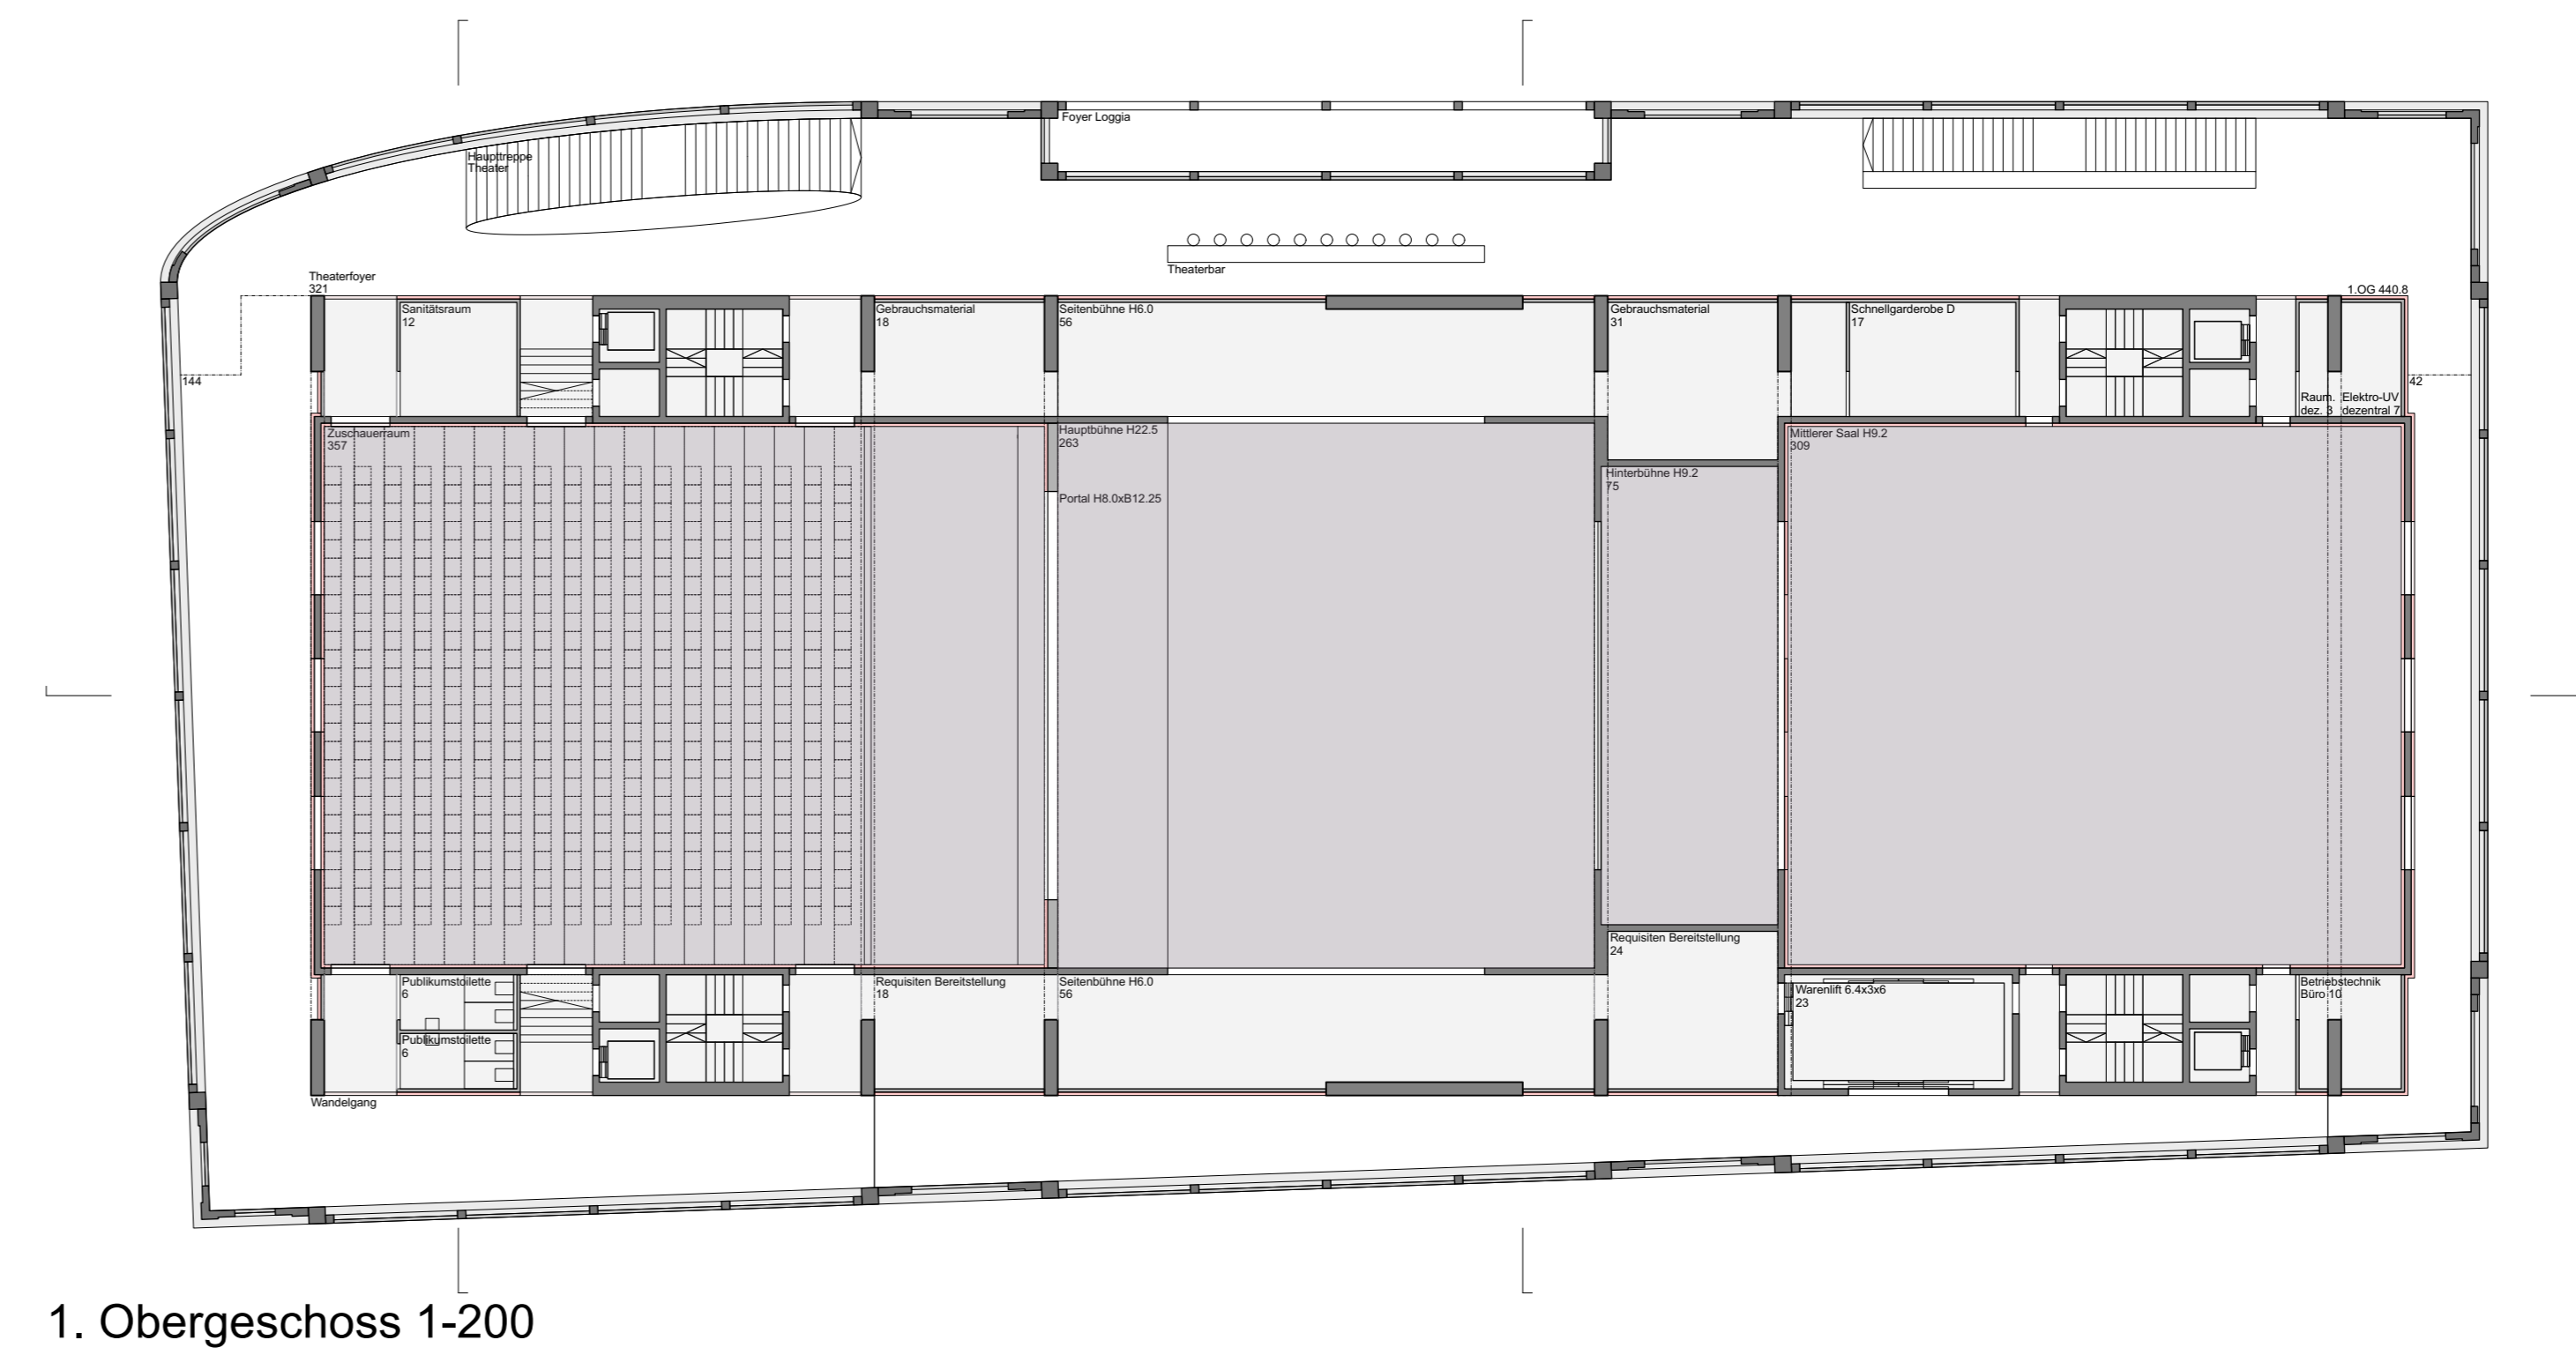 Foyer Loggia
Haupttreppe
Theater
Theaterbar
Theaterfoyer
321
1.OG 440.8
Sanitätsraum
12
Gebrauchsmaterial
18
Seitenbühne H6.0
56
Gebrauchsmaterial
31
Schnellgarderobe D
17
144
42
Raum.
dez. 3
Elektro-UV
dezentral 7
Zuschauerraum
357
Hauptbühne H22.5
263
Mittlerer Saal H9.2
309
Hinterbühne H9.2
75
Portal H8.0xB12.25
Requisiten Bereitstellung
24
Publikumstoilette
6
Requisiten Bereitstellung
18
Seitenbühne H6.0
56
Warenlift 6.4x3x6
23
Betriebstechnik
Büro 10
Publikumstoilette
6
Wandelgang
1. Obergeschoss 1-200